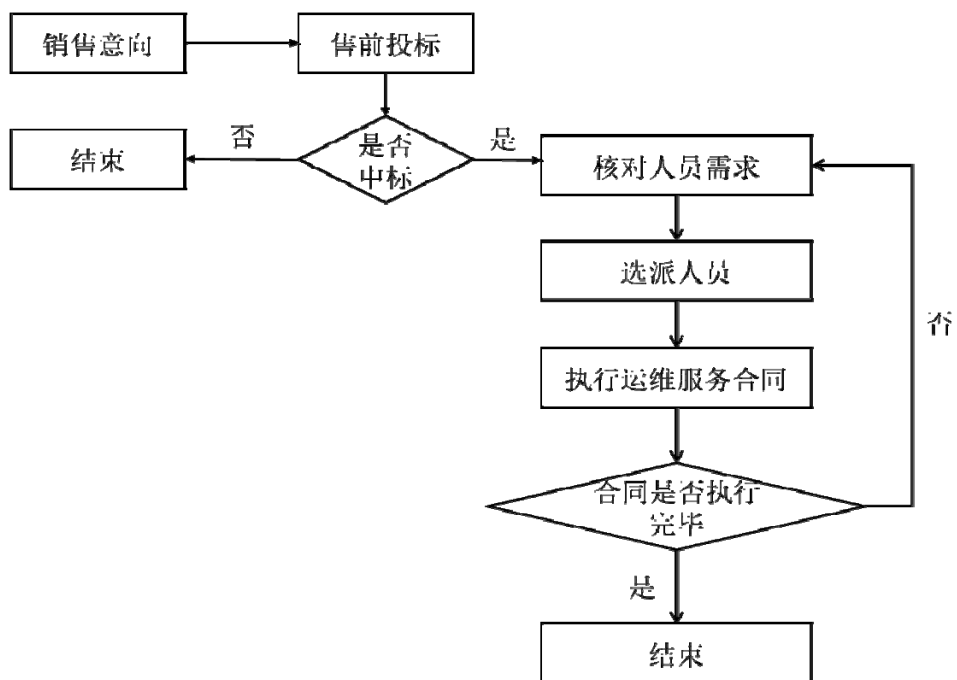 销售意向
售前投标
结束
否
是否
中标
是
核对人员需求
选派人员
否
执行运维服务合同
合同是否执行
完毕
是
结束